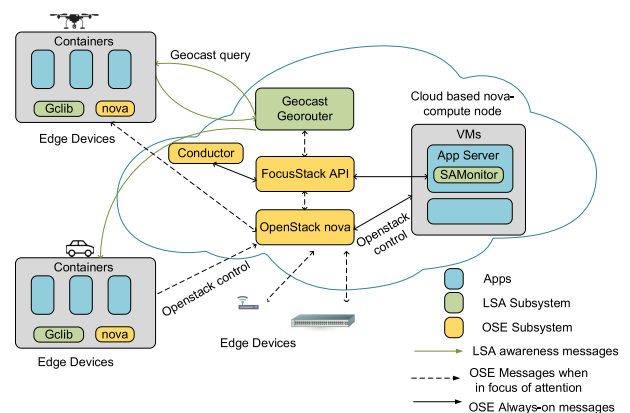 Containers
Gclib
nova
Edge Devices
Geocast query
Geocast
Georouter
Conductor
FocusStack API
OpenStack nova
Cloud based nova-
compute node
VMs
App Server
SAMonitor
Openstack
control
Containers
Gclib
nova
Edge Devices
Openstack control
Edge Devices
Apps
LSA Subsystem
OSE Subsystem
LSA awareness messages
OSE Messages when
in focus of attention
OSE Always-on messages